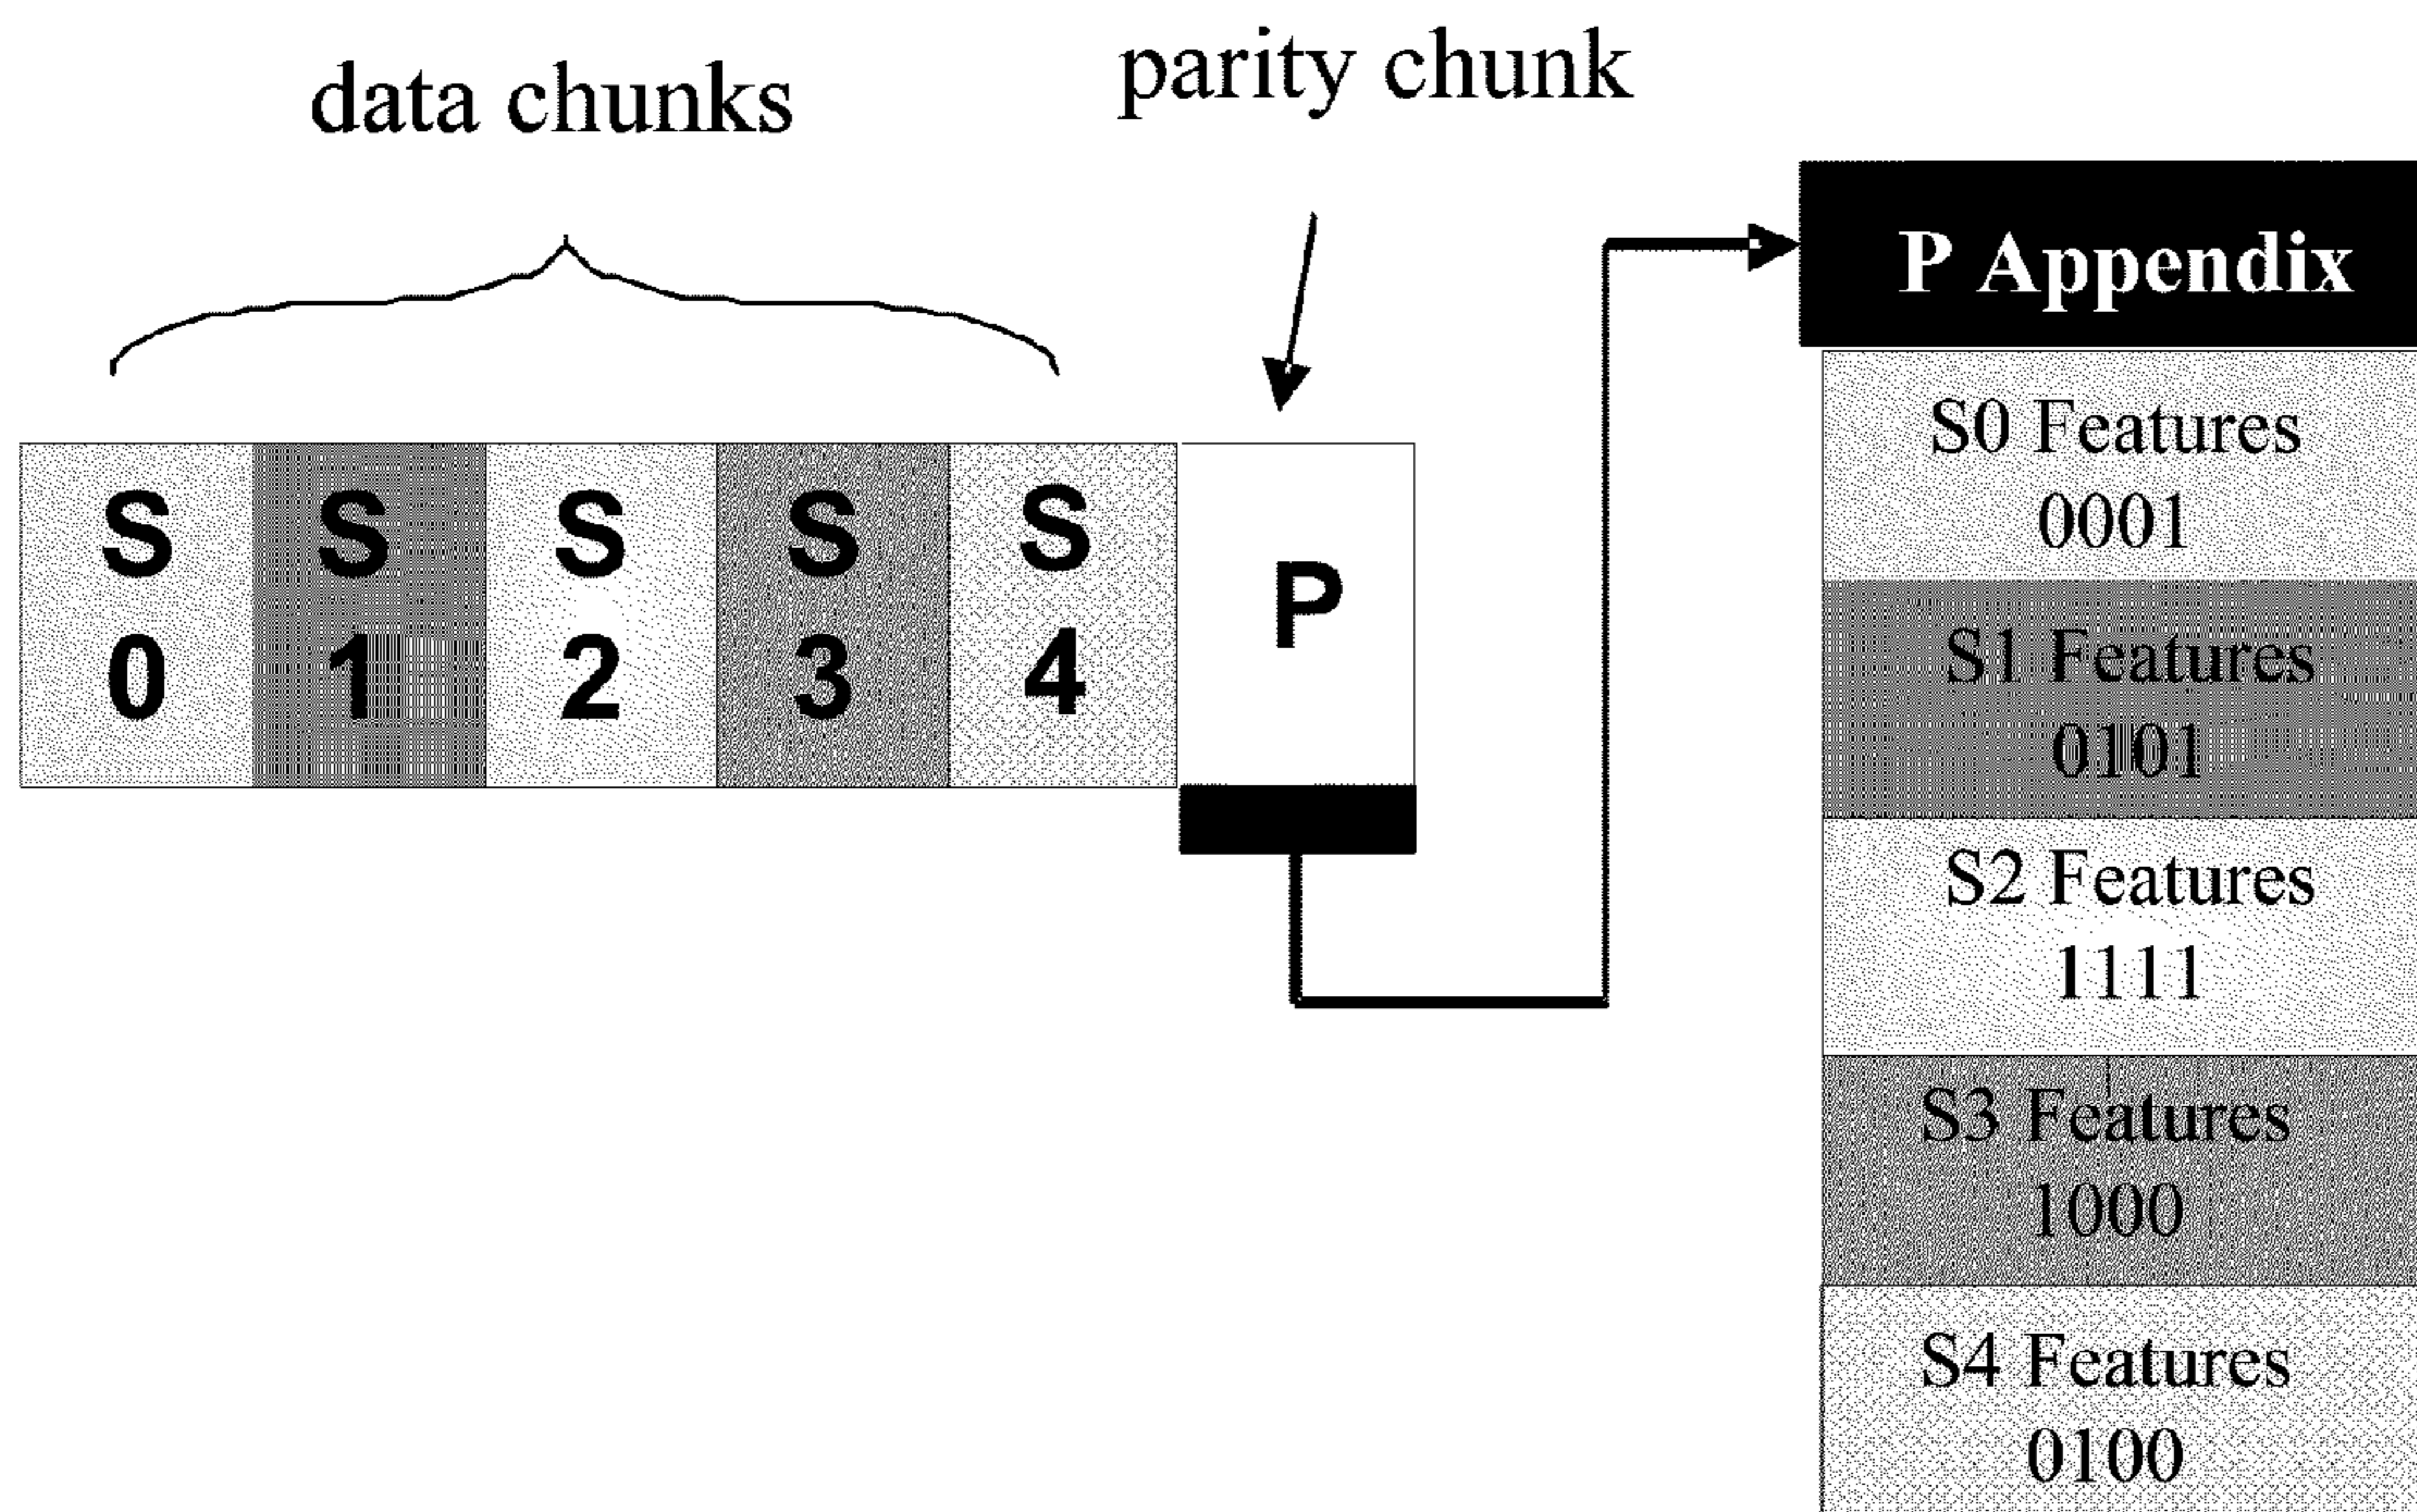 data chunks
parity chunk
S S S S S
0 1 2 3 4
P
P Appendix
S0 Features
0001
S1 Features
0101
S2 Features
1111
S3 Features
1000
S4 Features
0100